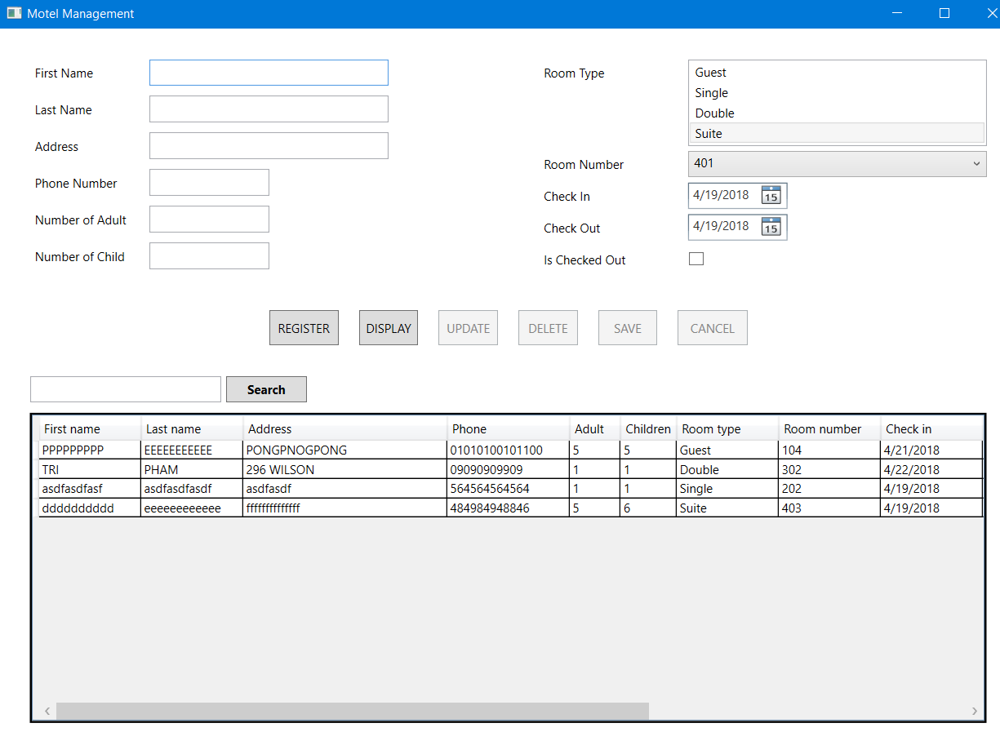 Motel Management
First Name
Last Name
Address
Phone Number
Number of Adult
Number of Child
Room Type
Guest
Single
Double
Suite
Room Number 401
Check In 4/19/2018 15
Check Out 4/19/2018 15
Is Checked Out
REGISTER DISPLAY UPDATE DELETE SAVE CANCEL
Search
First name Last name Address Phone Adult Children Room type Room number Check in
PPPPPPPPP EEEEEEEEEEE PONGPNOGPONG 01010100101100 5 5 Guest 104 4/21/2018
TRI PHAM 296 WILSON 09090909909 1 1 Double 302 4/22/2018
asdfasdfasf asdfasdfasdf asdfasdf 564564564564 1 1 Single 202 4/19/2018
dddddddddd eeeeeeeeeeee ffffffffffffff 484984948846 5 6 Suite 403 4/19/2018